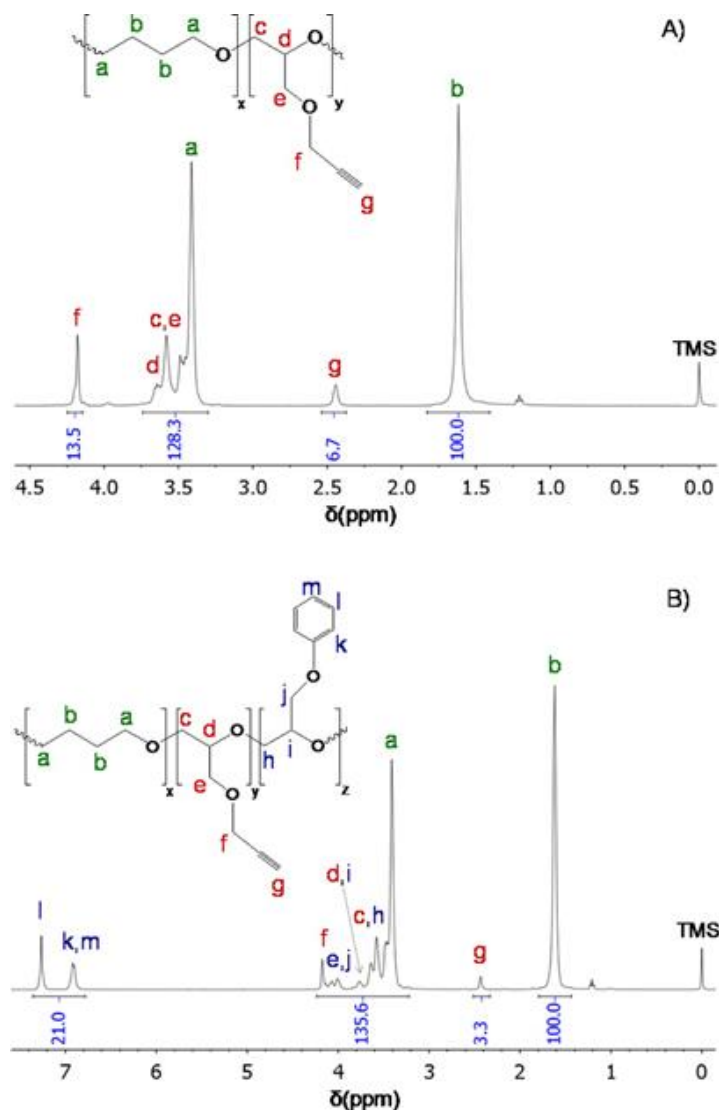 A)
b a c O
d
a b O x y
e
O
f
g
b
a
f
c,e
d
g
TMS
13.5 128.3 6.7 100.0
4.5 4.0 3.5 3.0 2.5 2.0 1.5 1.0 0.5 0.0
δ(ppm)
B)
m
l
k
O
j
b a c d O i O
a b O x e y h z
O
f
g
b
a
d,i
c,h
l
k,m
f
e,j
g
TMS
21.0 135.6 3.3 100.0
7 6 5 4 3 2 1 0
δ(ppm)